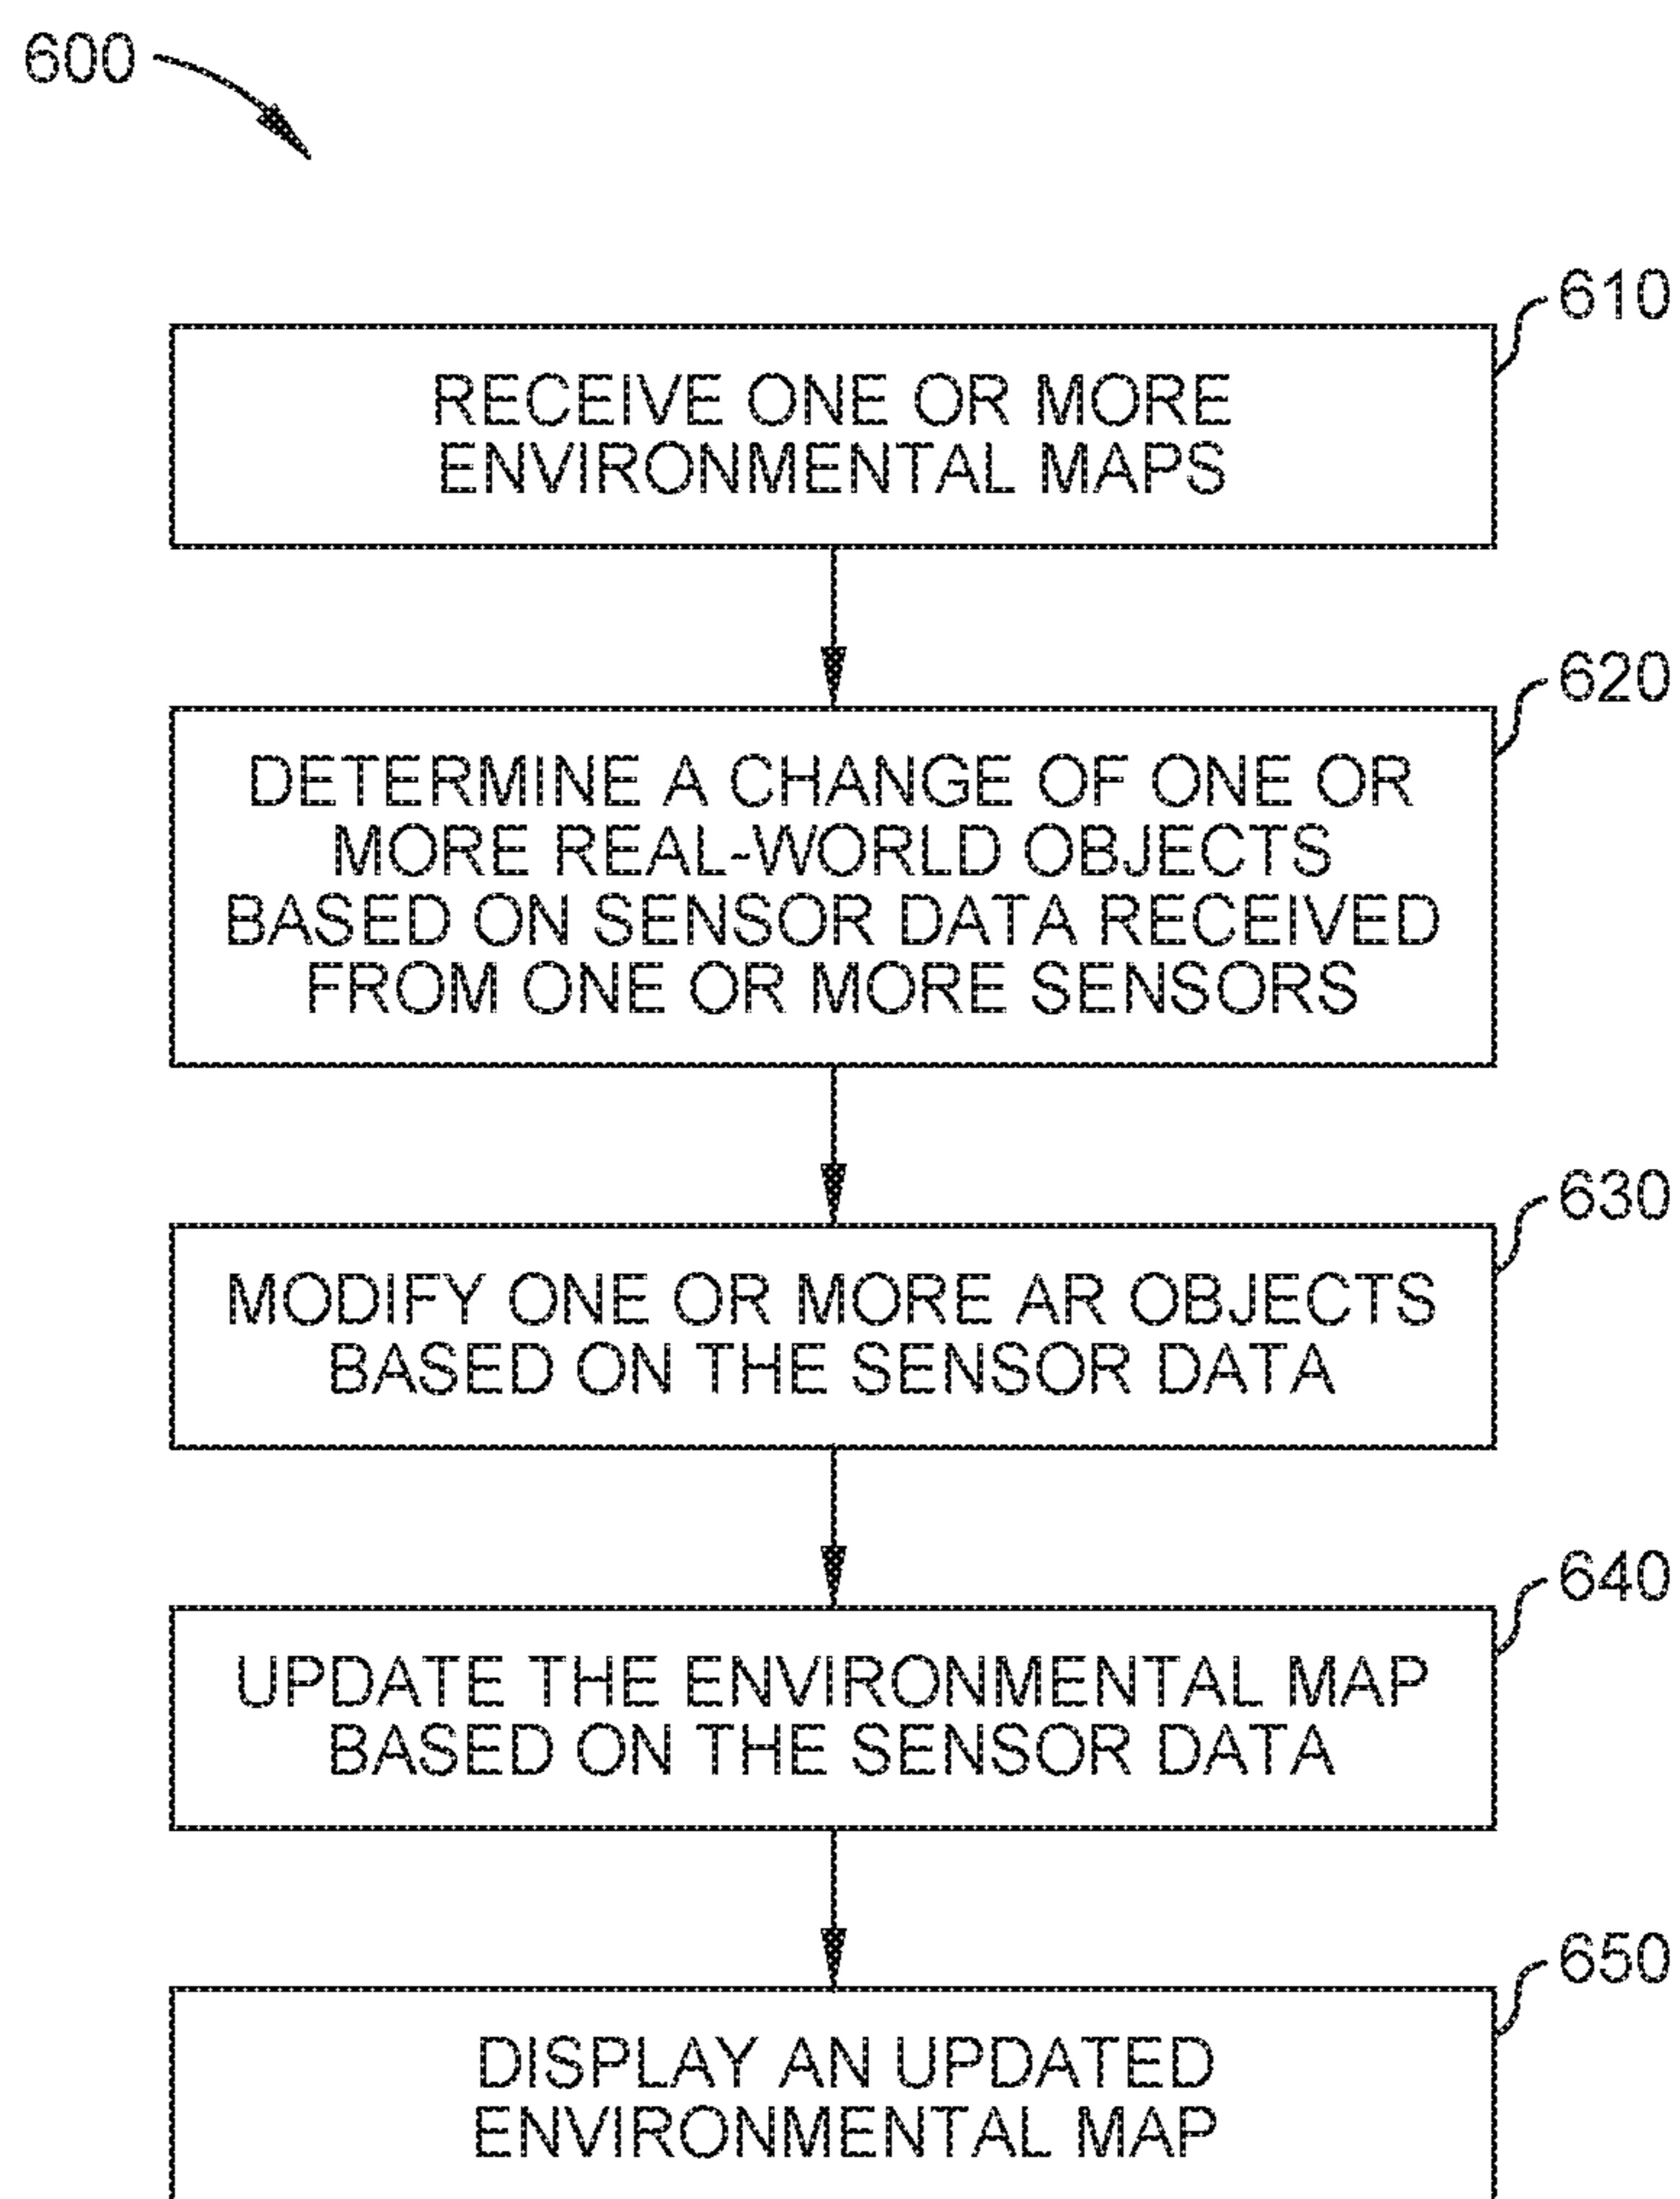 600
610
RECEIVE ONE OR MORE
ENVIRONMENTAL MAPS
620
DETERMINE A CHANGE OF ONE OR
MORE REAL-WORLD OBJECTS
BASED ON SENSOR DATA RECEIVED
FROM ONE OR MORE SENSORS
630
MODIFY ONE OR MORE AR OBJECTS
BASED ON THE SENSOR DATA
640
UPDATE THE ENVIRONMENTAL MAP
BASED ON THE SENSOR DATA
650
DISPLAY AN UPDATED
ENVIRONMENTAL MAP